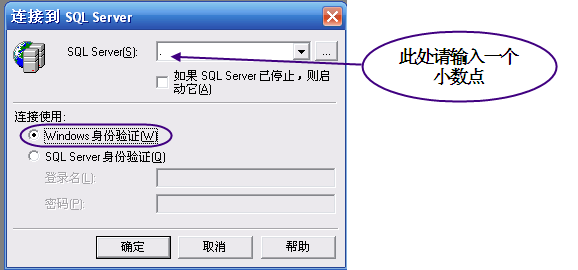 连接到 SQL Server
SQL Server(S): . ...
如果 SQL Server 已停止，则启
动它(A)
连接使用:
Windows 身份验证(W)
SQL Server 身份验证(Q)
登录名(L):
密码(P):
确定 取消 帮助
此处请输入一个
小数点